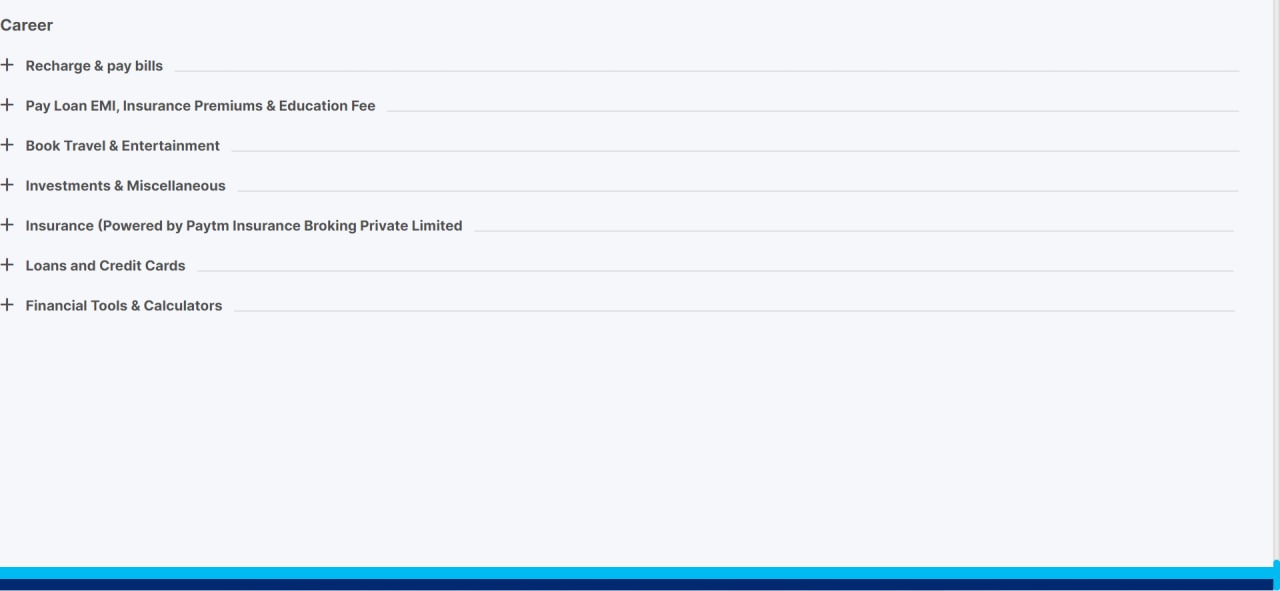 Career
Recharge & pay bills
Pay Loan EMI, Insurance Premiums & Education Fee
Book Travel & Entertainment
Investments & Miscellaneous
Insurance (Powered by Paytm Insurance Broking Private Limited
Loans and Credit Cards
Financial Tools & Calculators